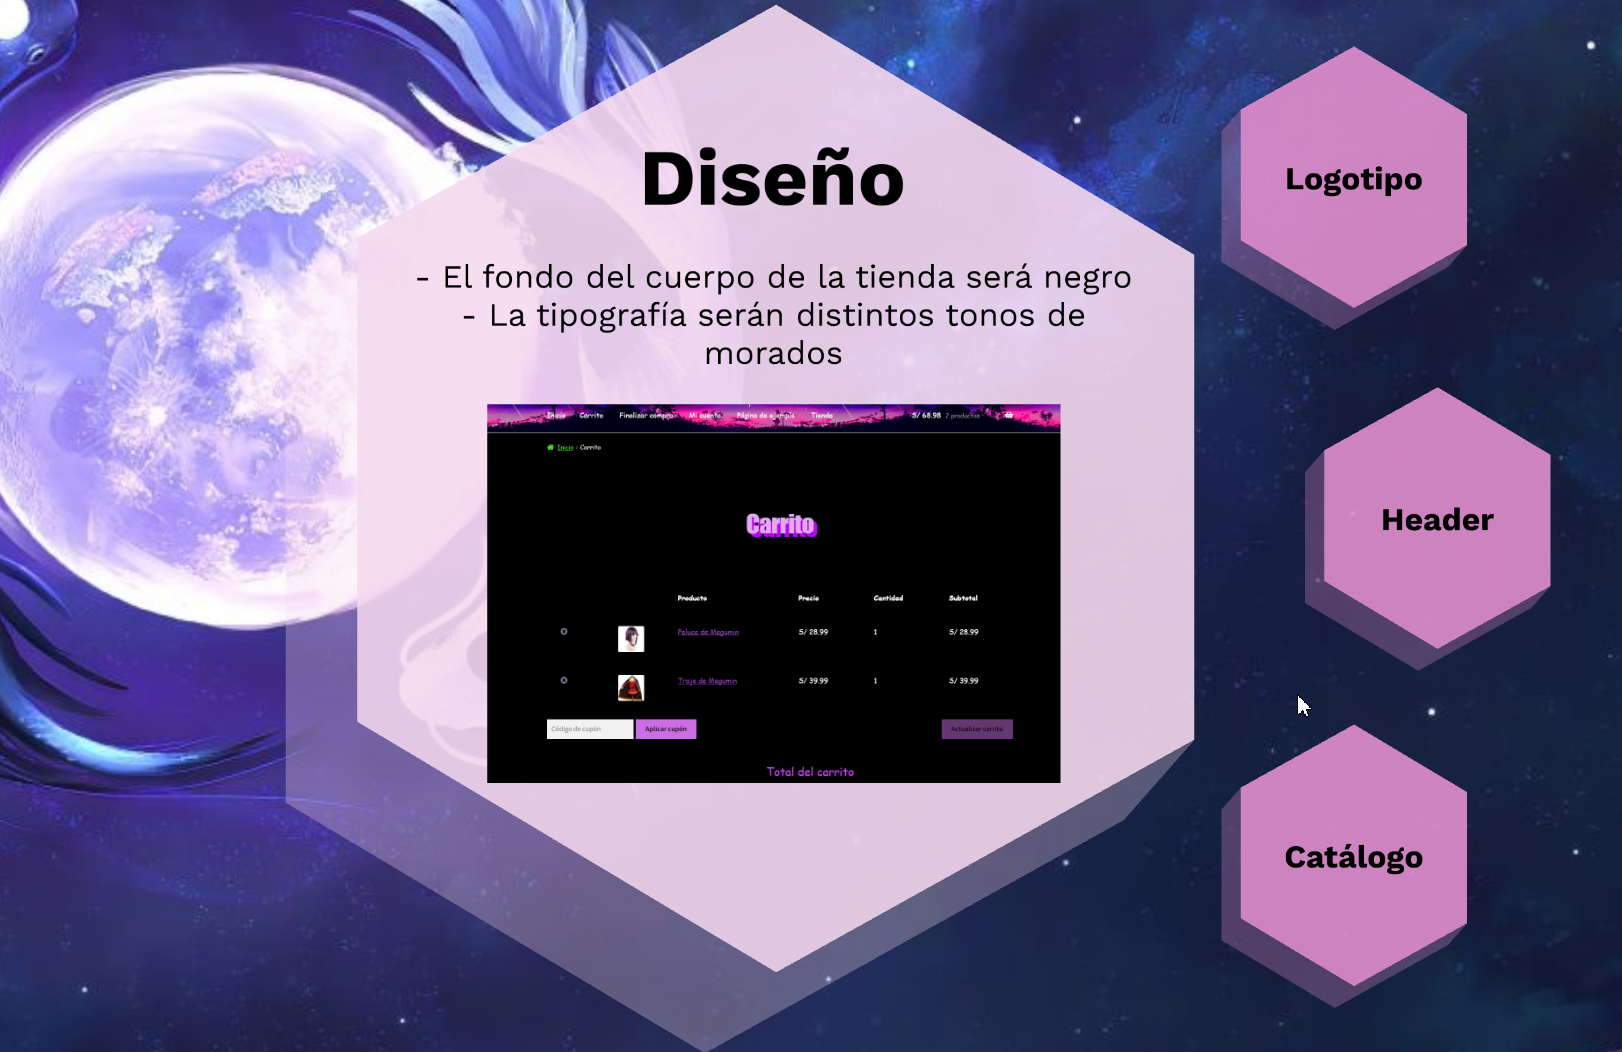 Diseño
- El fondo del cuerpo de la tienda será negro
- La tipografía serán distintos tonos de
morados
Inicio Carrito Finalizar compra Mi cuenta Página de ejemplo Tienda S/ 68.98 2 productos
Inicio › Carrito
Carrito
Producto Precio Cantidad Subtotal
Peluca de Megumin S/ 28.99 1 S/ 28.99
Traje de Megumin S/ 39.99 1 S/ 39.99
Código de cupón Aplicar cupón Actualizar carrito
Total del carrito
Logotipo
Header
Catálogo